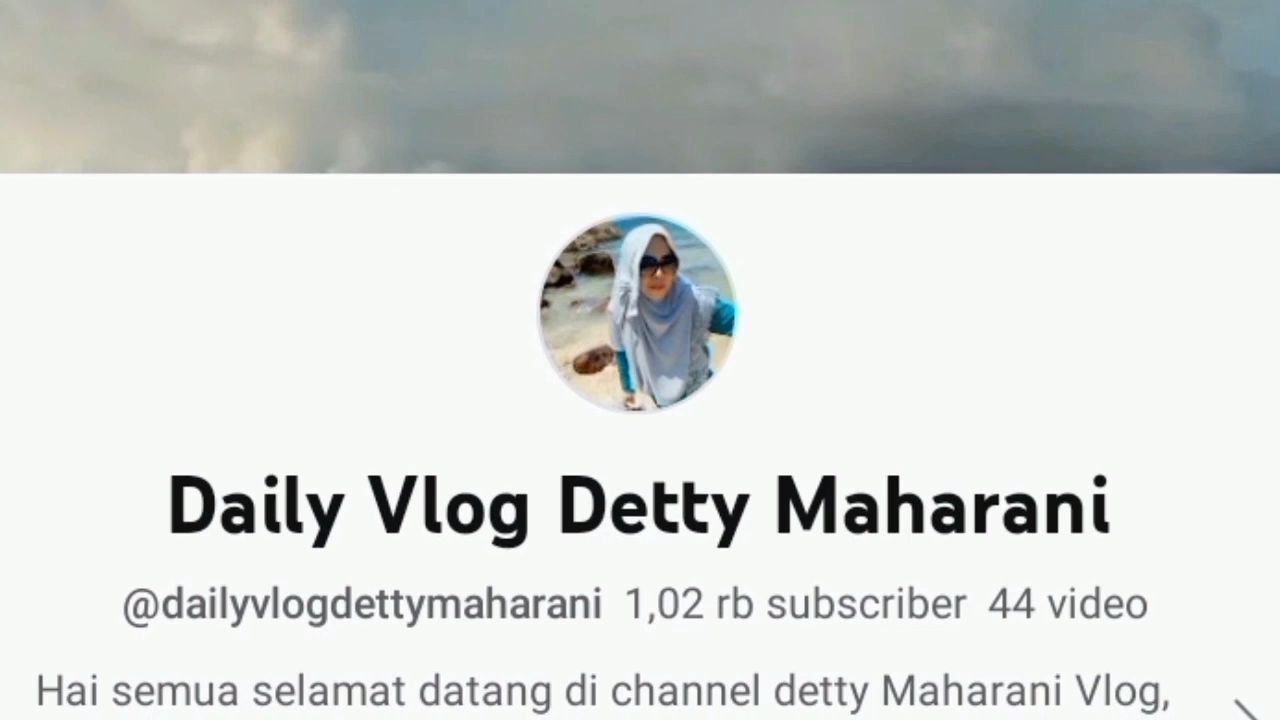 Daily Vlog Detty Maharani
@dailyvlogdettymaharani 1,02 rb subscriber 44 video
Hai semua selamat datang di channel detty Maharani Vlog,